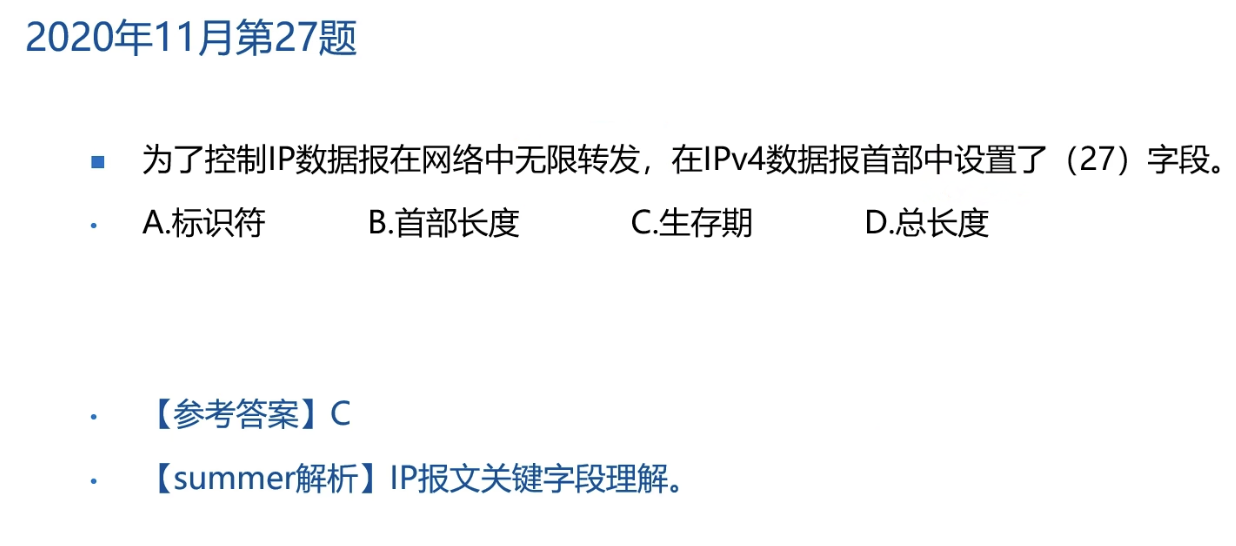 2020年11月第27题
为了控制IP数据报在网络中无限转发，在IPv4数据报首部中设置了（27）字段。
A.标识符 B.首部长度 C.生存期 D.总长度
【参考答案】C
【summer解析】IP报文关键字段理解。